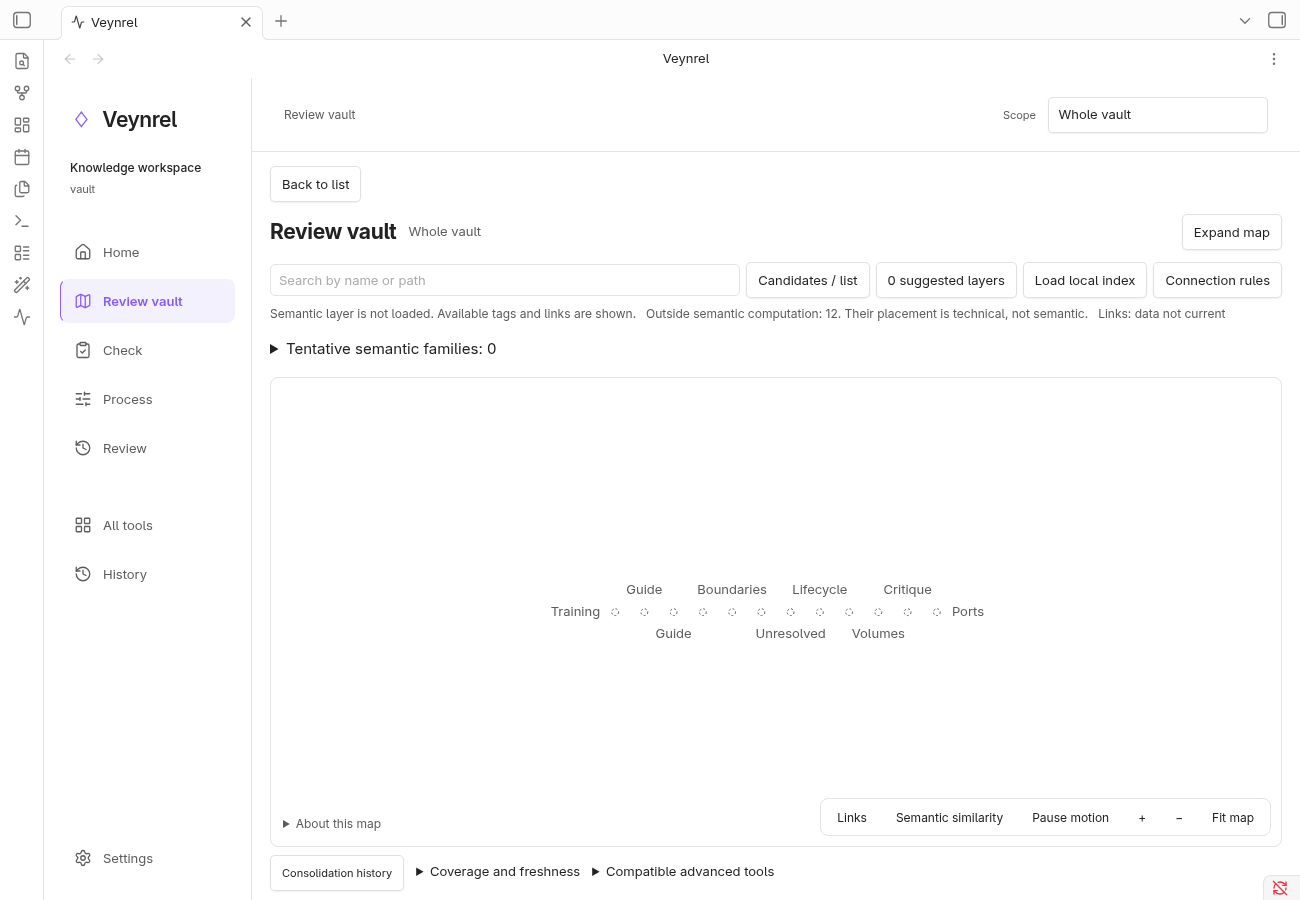 Veynrel
Veynrel
Veynrel
Knowledge workspace
vault
Home
Review vault
Check
Process
Review
All tools
History
Settings
Review vault
Scope
Whole vault
Back to list
Review vault Whole vault
Expand map
Search by name or path
Candidates / list
0 suggested layers
Load local index
Connection rules
Semantic layer is not loaded. Available tags and links are shown. Outside semantic computation: 12. Their placement is technical, not semantic. Links: data not current
Tentative semantic families: 0
Guide Boundaries Lifecycle Critique
Training Ports
Guide Unresolved Volumes
About this map
Links Semantic similarity Pause motion + − Fit map
Consolidation history
Coverage and freshness
Compatible advanced tools